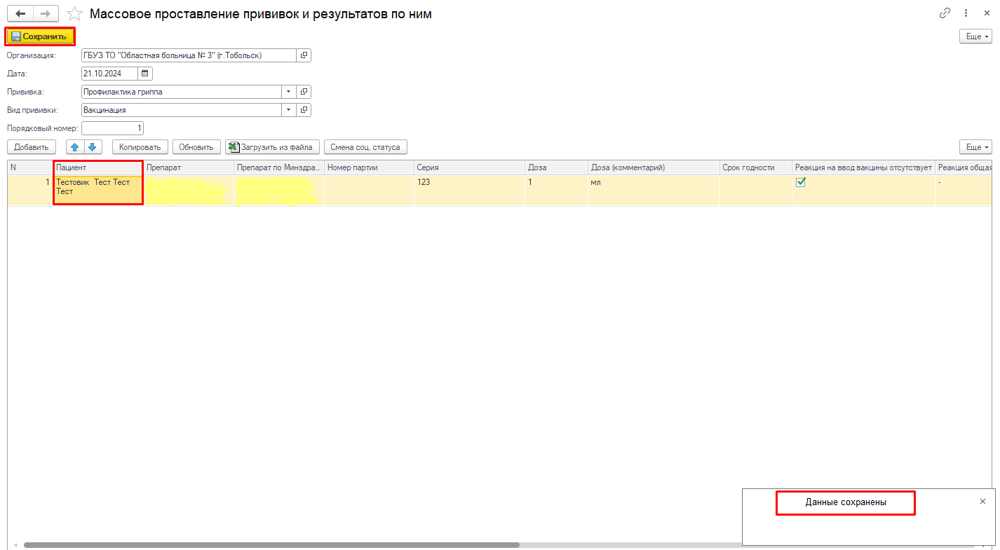 Массовое проставление прививок и результатов по ним
Сохранить
Еще
Организация: ГБУЗ ТО "Областная больница № 3" (г.Тобольск)
Дата: 21.10.2024
Прививка: Профилактика гриппа
Вид прививки: Вакцинация
Порядковый номер: 1
Добавить Копировать Обновить Загрузить из файла Смена соц. статуса Еще
N Пациент Препарат Препарат по Минздра... Номер партии Серия Доза Доза (комментарий) Срок годности Реакция на ввод вакцины отсутствует Реакция общая
1 Тестовик Тест Тест 123 1 мл -
Тест
Данные сохранены